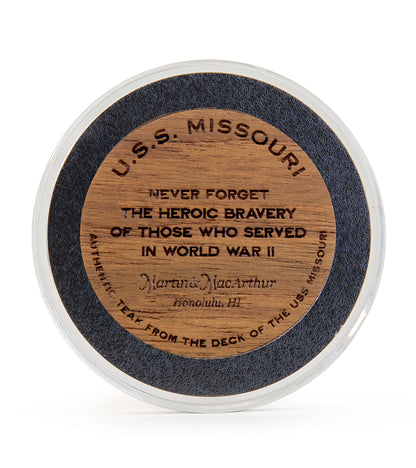 U.S.S. MISSOURI
NEVER FORGET
THE HEROIC BRAVERY
OF THOSE WHO SERVED
IN WORLD WAR II
Martin & MacArthur
Honolulu, HI
AUTHENTIC TEAK FROM THE DECK OF THE USS MISSOURI